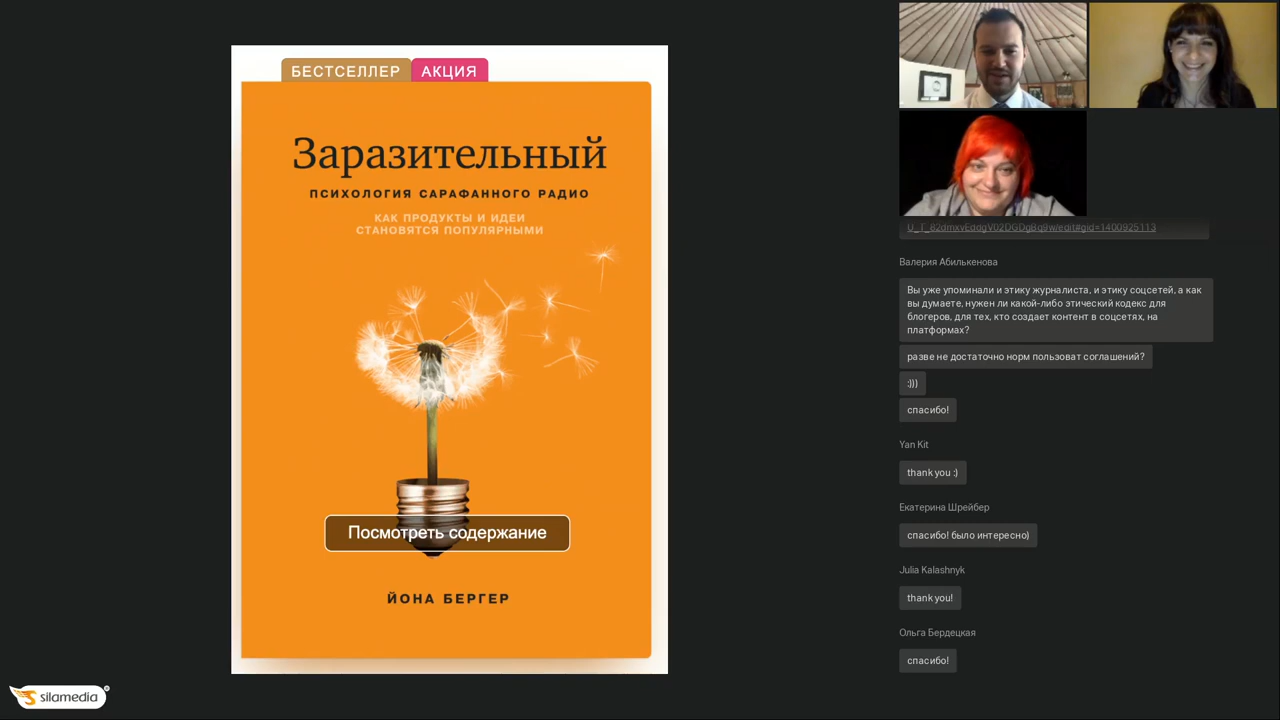 БЕСТСЕЛЛЕР АКЦИЯ
Заразительный
ПСИХОЛОГИЯ САРАФАННОГО РАДИО
КАК ПРОДУКТЫ И ИДЕИ
СТАНОВЯТСЯ ПОПУЛЯРНЫМИ
Посмотреть содержание
ЙОНА БЕРГЕР
silamedia
Валерия Абилькенова
Вы уже упоминали и этику журналиста, и этику соцсетей, а как
вы думаете, нужен ли какой-либо этический кодекс для
блогеров, для тех, кто создает контент в соцсетях, на
платформах?
разве не достаточно норм пользоват соглашений?
:)))
спасибо!
Yan Kit
thank you :)
Екатерина Шрейбер
спасибо! было интересно)
Julia Kalashnyk
thank you!
Ольга Бердецкая
спасибо!